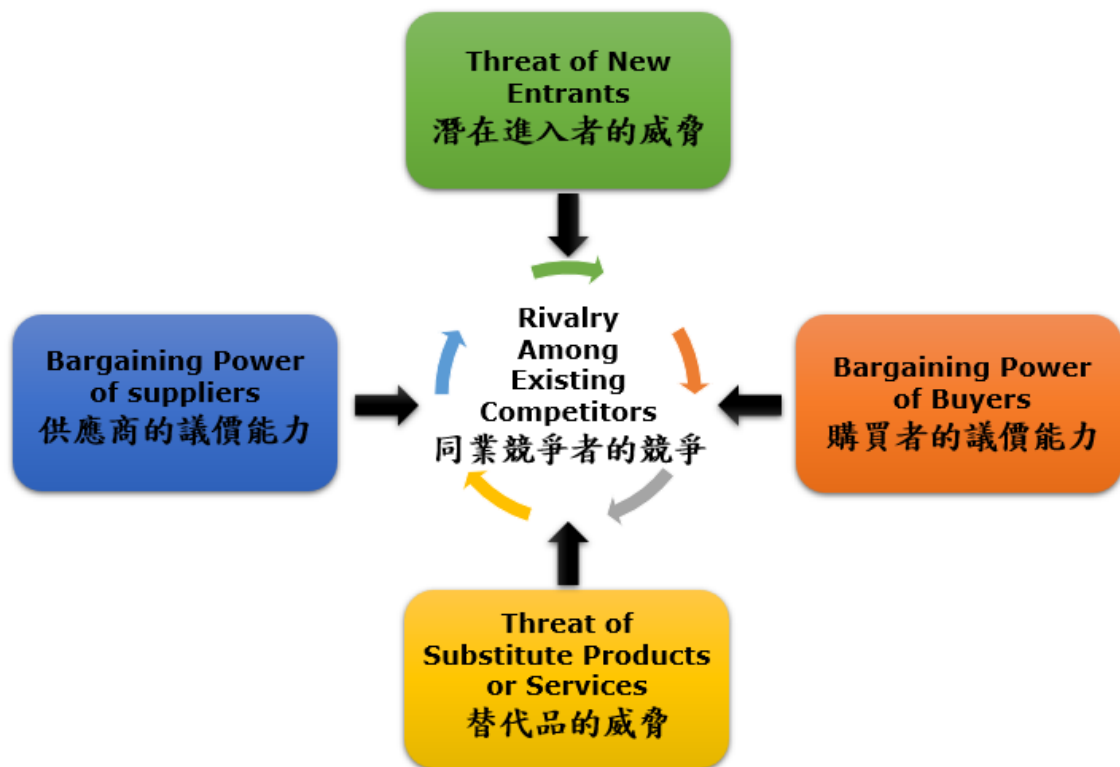 Threat of New
Entrants
潛在進入者的威脅
Bargaining Power
of suppliers
供應商的議價能力
Rivalry
Among
Existing
Competitors
同業競爭者的競爭
Bargaining Power
of Buyers
購買者的議價能力
Threat of
Substitute Products
or Services
替代品的威脅